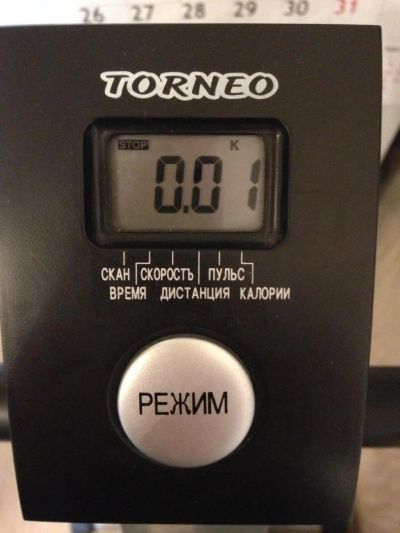 26 27 28 29 30 31
TORNEO
STOP K
0.01
СКАН СКОРОСТЬ ПУЛЬС
ВРЕМЯ ДИСТАНЦИЯ КАЛОРИИ
РЕЖИМ